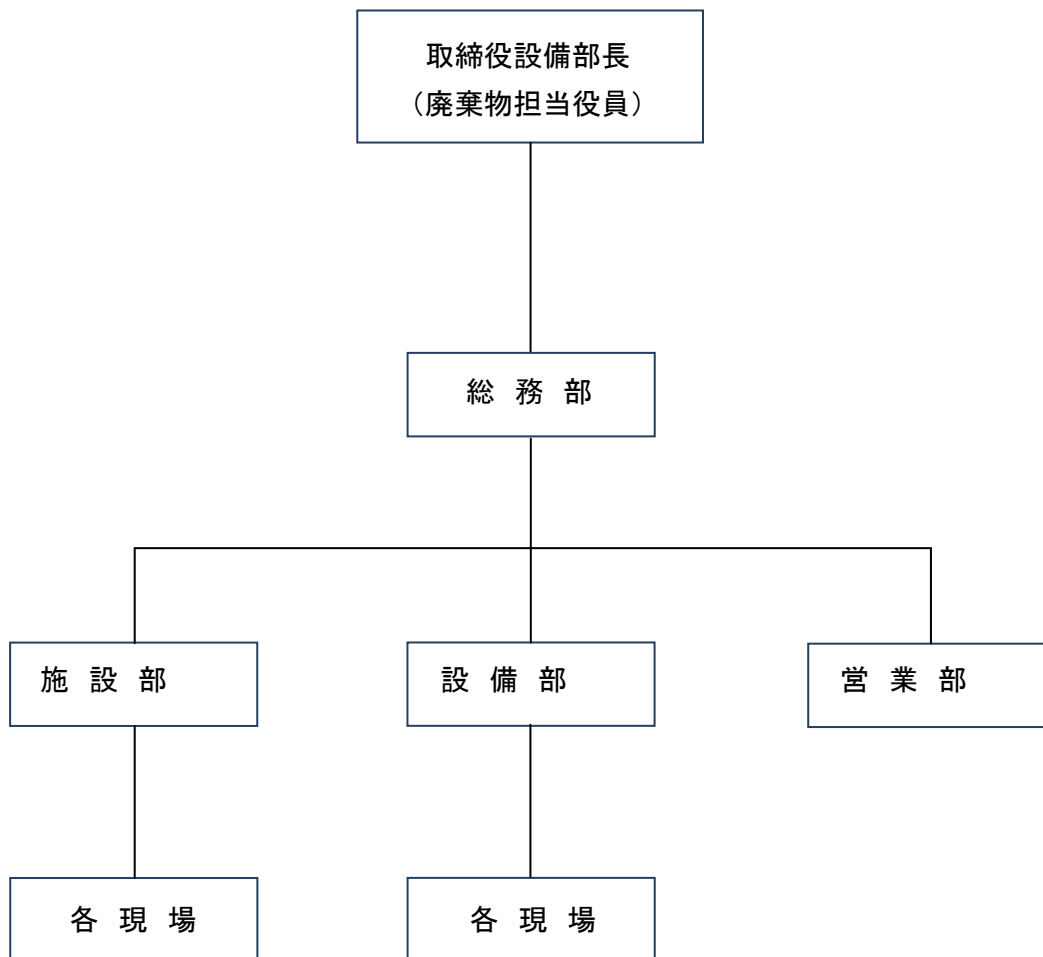 取締役設備部長
（廃棄物担当役員）
総 務 部
施 設 部
設 備 部
営 業 部
各 現 場
各 現 場